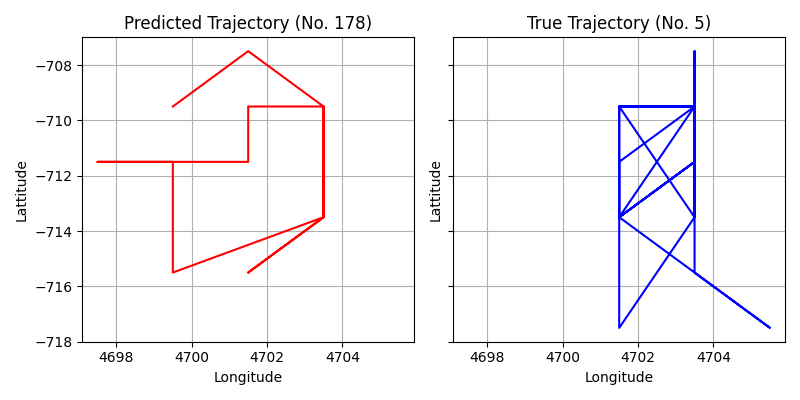 Predicted Trajectory (No. 178)
True Trajectory (No. 5)
−708
−710
−712
−714
−716
−718
Lattitude
Lattitude
4698 4700 4702 4704
4698 4700 4702 4704
Longitude
Longitude